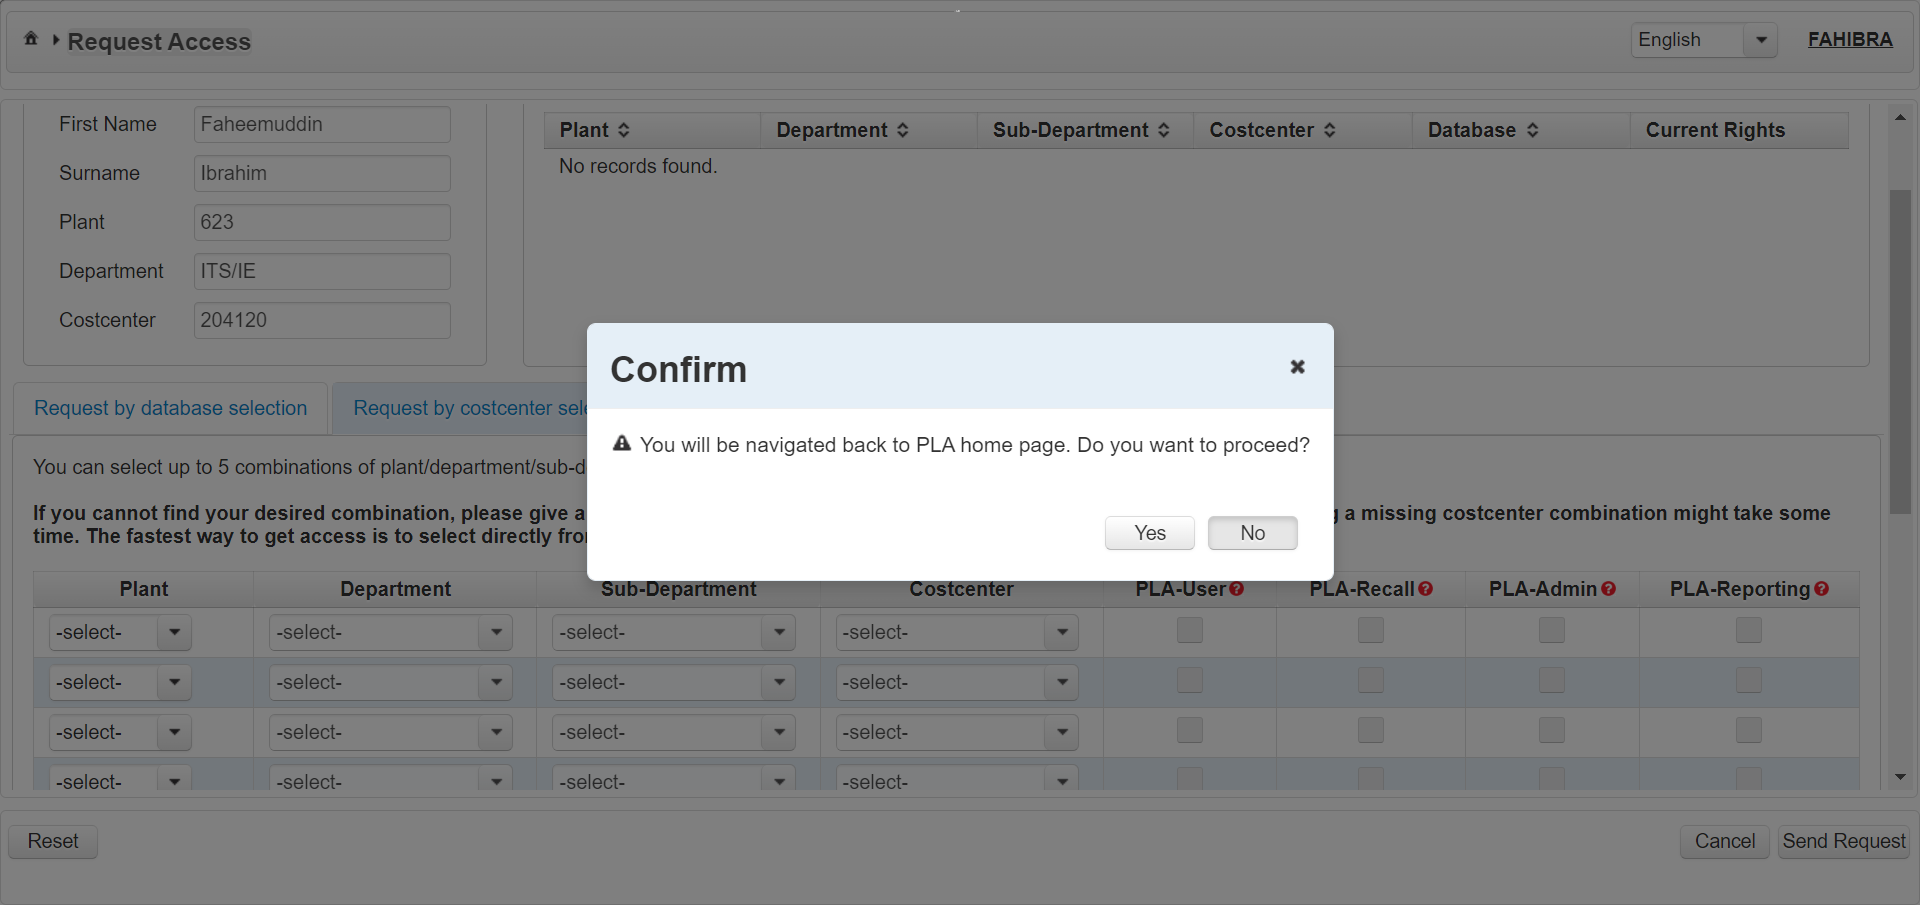 Request Access
English
FAHIBRA
First Name Faheemuddin
Surname Ibrahim
Plant 623
Department ITS/IE
Costcenter 204120
Plant Department Sub-Department Costcenter Database Current Rights
No records found.
Confirm
You will be navigated back to PLA home page. Do you want to proceed?
Yes No
Request by database selection Request by costcenter sele
You can select up to 5 combinations of plant/department/sub-d
If you cannot find your desired combination, please give a a missing costcenter combination might take some
time. The fastest way to get access is to select directly fro
Plant Department Sub-Department Costcenter PLA-User PLA-Recall PLA-Admin PLA-Reporting
-select- -select- -select- -select-
-select- -select- -select- -select-
-select- -select- -select- -select-
-select- -select- -select- -select-
Reset Cancel Send Request